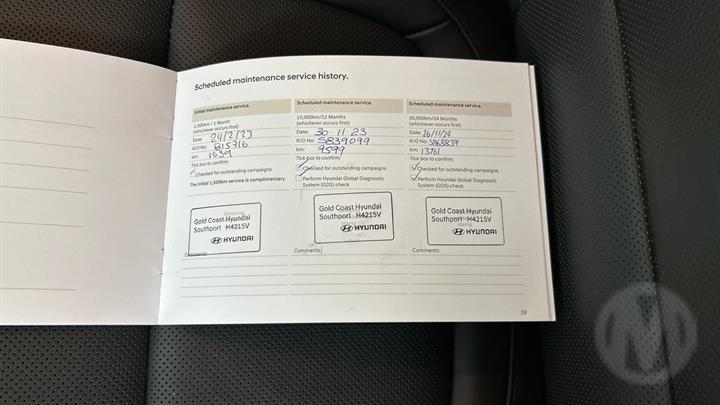 Scheduled maintenance service history.
Initial maintenance service.
1,500km / 1 Month
(whichever occurs first)
Date: 24/2/23
R/O No: 815716
km: 1639
Tick box to confirm:
Checked for outstanding campaigns
The initial 1,500km service is complimentary
Gold Coast Hyundai
Southport H4215V
HYUNDAI
Comments:
Scheduled maintenance service.
15,000km/12 Months
(whichever occurs first)
Date: 30-11-23
R/O No: 5839099
km: 9599
Tick box to confirm:
Checked for outstanding campaigns
Perform Hyundai Global Diagnostic
System (GDS) check
Gold Coast Hyundai
Southport H4215V
HYUNDAI
Comments:
Scheduled maintenance service.
30,000km/24 Months
(whichever occurs first)
Date: 26/11/24
R/O No: 5868839
km: 13761
Tick box to confirm:
Checked for outstanding campaigns
Perform Hyundai Global Diagnostic
System (GDS) check
Gold Coast Hyundai
Southport H4215V
HYUNDAI
Comments:
19
M